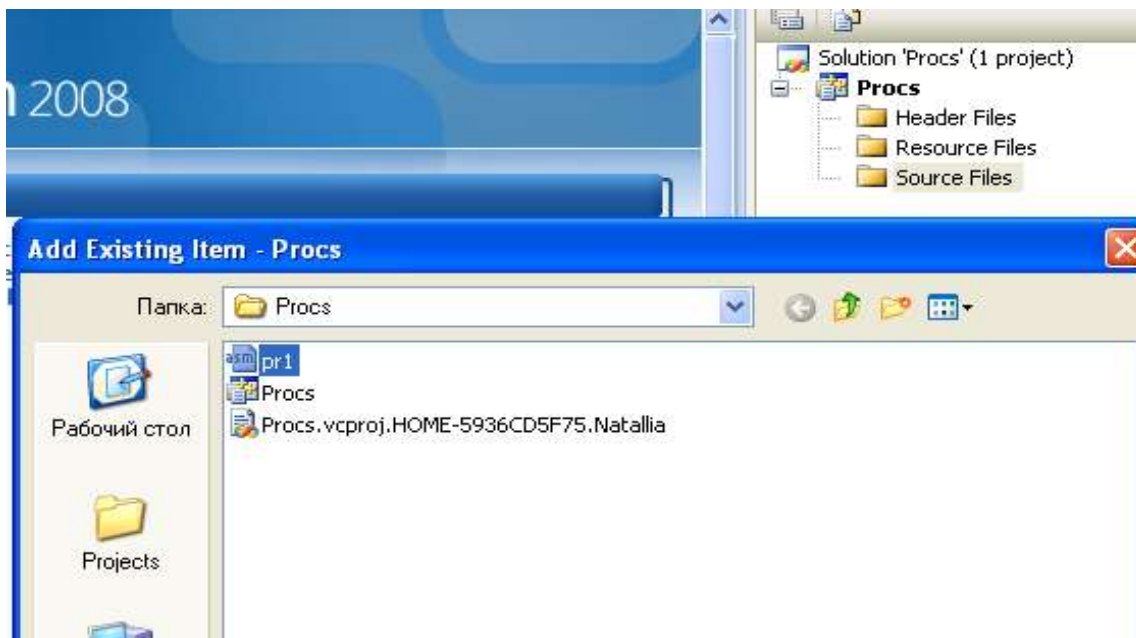 2008
Solution 'Procs' (1 project)
Procs
Header Files
Resource Files
Source Files
Add Existing Item - Procs
Папка:
Procs
pr1
Procs
Procs.vcproj.HOME-5936CD5F75.Natallia
Рабочий стол
Projects